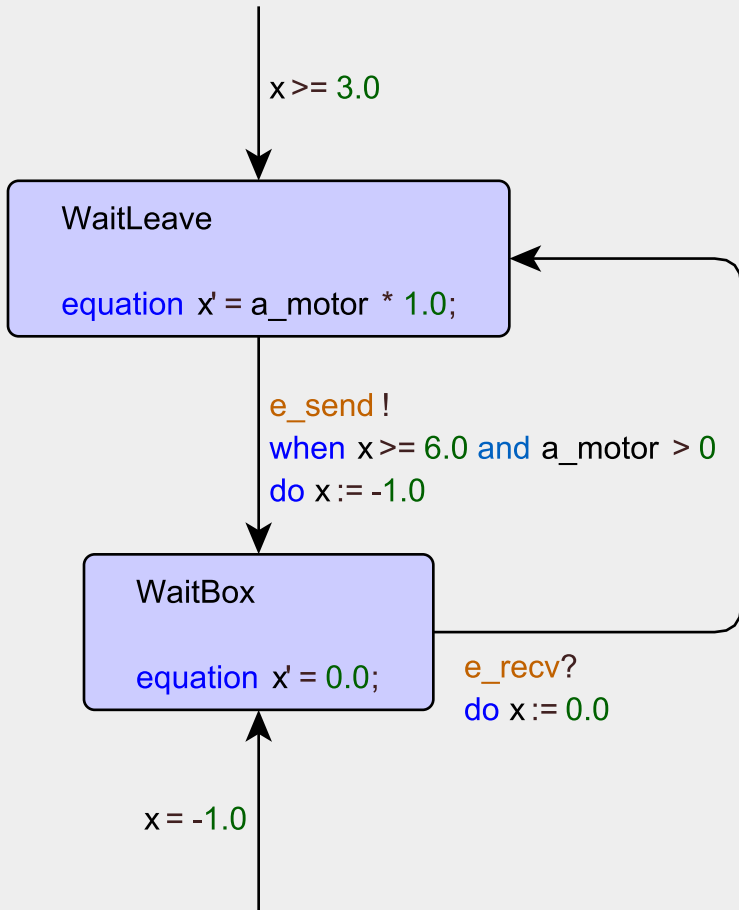 x >= 3.0
WaitLeave
equation x' = a_motor * 1.0;
e_send!
when x >= 6.0 and a_motor > 0
do x := -1.0
WaitBox
equation x' = 0.0;
e_recv?
do x := 0.0
x = -1.0